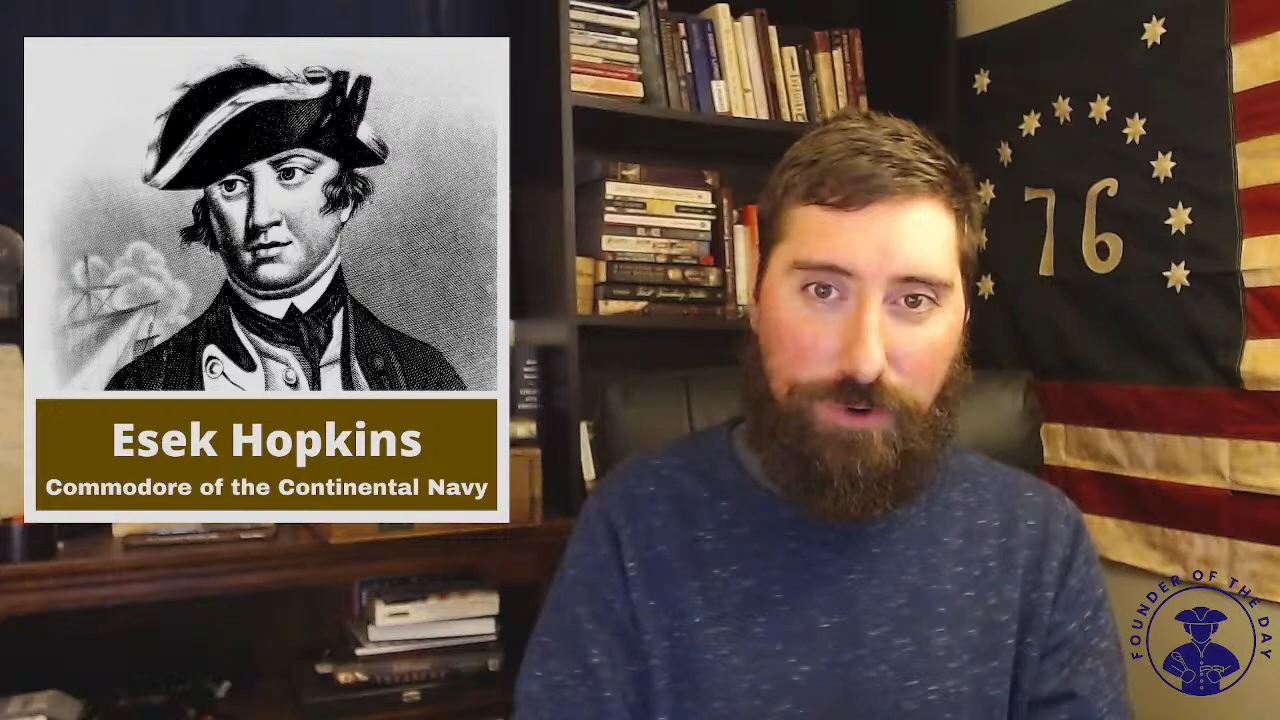 Esek Hopkins
Commodore of the Continental Navy
76
FOUNDER OF THE DAY